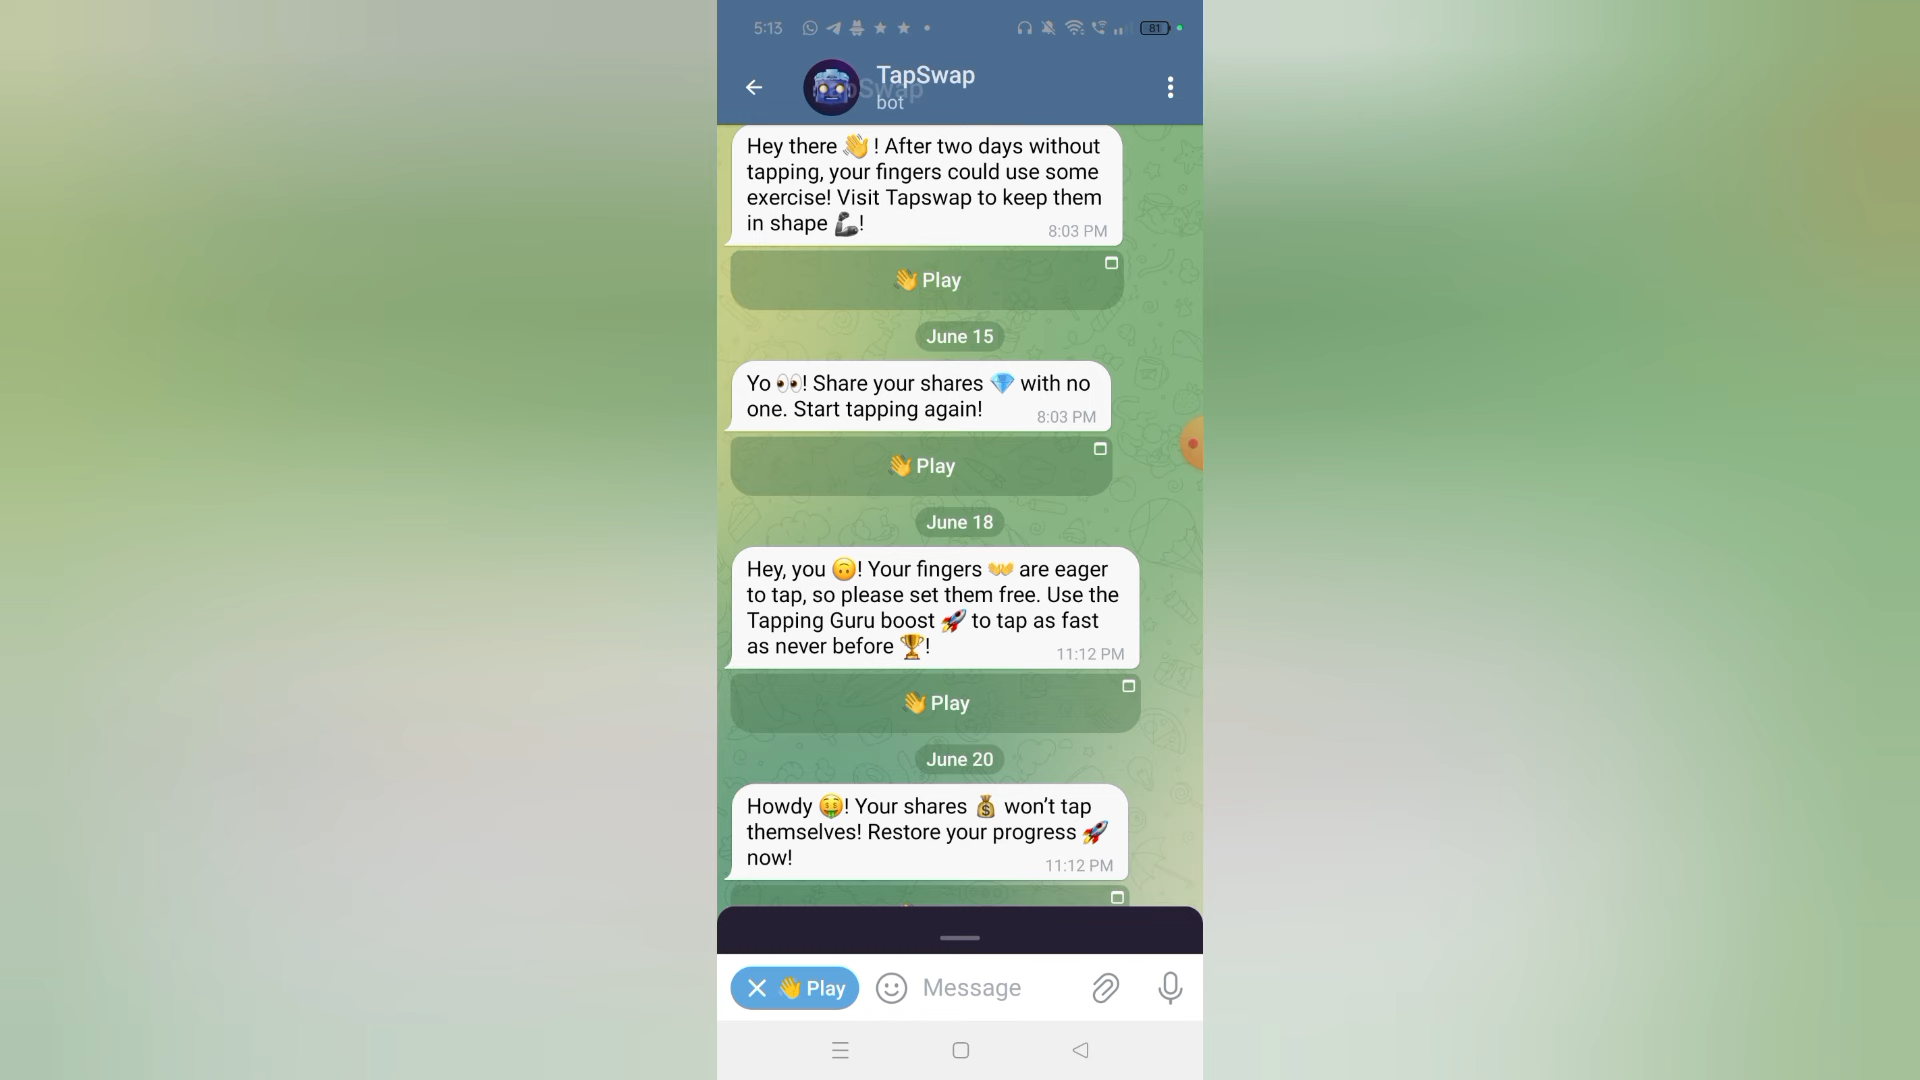 5:13
81
TapSwap
bot
Hey there 👋 ! After two days without
tapping, your fingers could use some
exercise! Visit Tapswap to keep them
in shape 🦾!
8:03 PM
👋 Play
June 15
Yo 👀! Share your shares 💎 with no
one. Start tapping again!
8:03 PM
👋 Play
June 18
Hey, you 🙃! Your fingers 👐 are eager
to tap, so please set them free. Use the
Tapping Guru boost 🚀 to tap as fast
as never before 🏆!
11:12 PM
👋 Play
June 20
Howdy 🤑! Your shares 💰 won’t tap
themselves! Restore your progress 🚀
now!
11:12 PM
👋 Play
Message